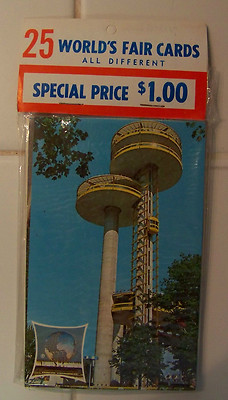 25 WORLD'S FAIR CARDS
ALL DIFFERENT
SPECIAL PRICE $1.00